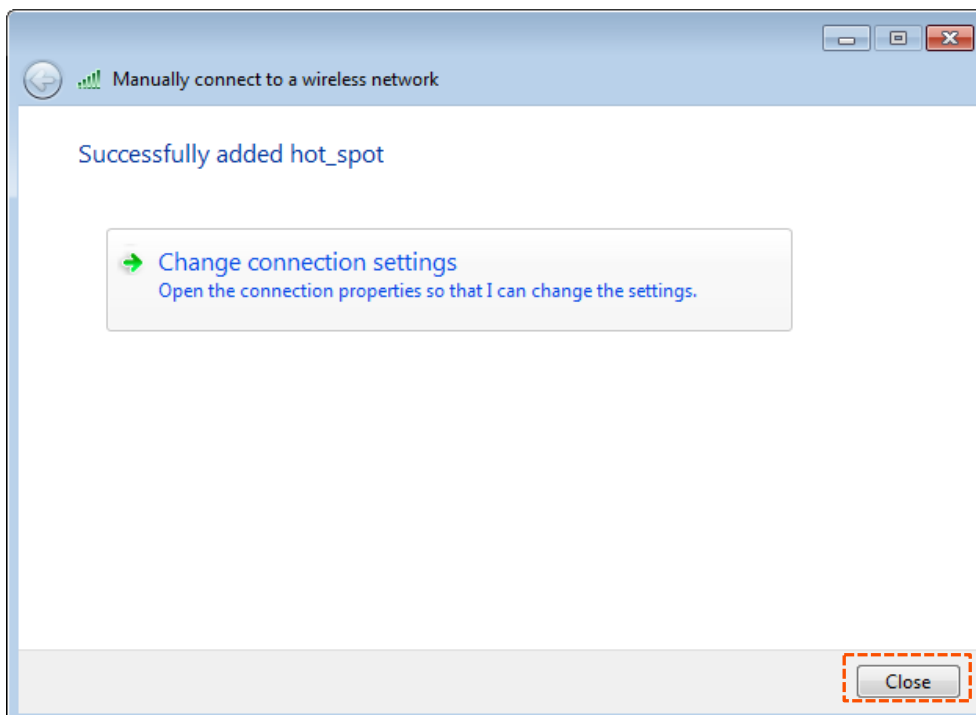 Manually connect to a wireless network
Successfully added hot_spot
Change connection settings
Open the connection properties so that I can change the settings.
Close